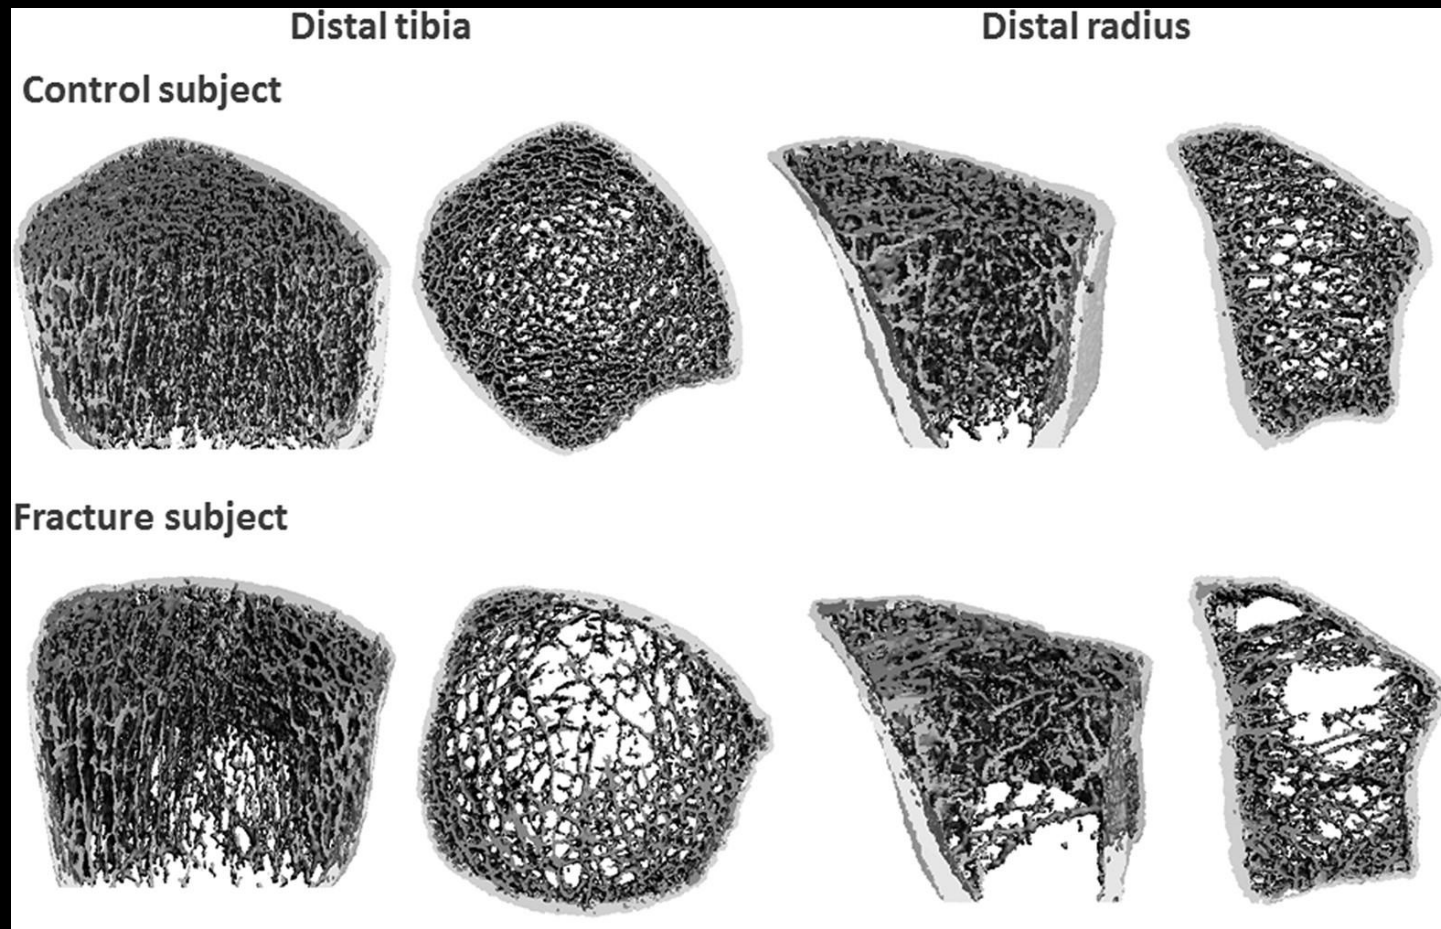 Distal tibia
Distal radius
Control subject
Fracture subject